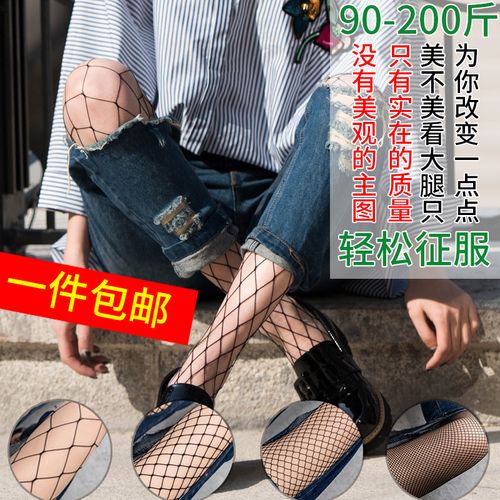 90-200斤
没有美观的主图
只有实在的质量
美不美看大腿只
为你改变一点点
轻松征服
一件包邮